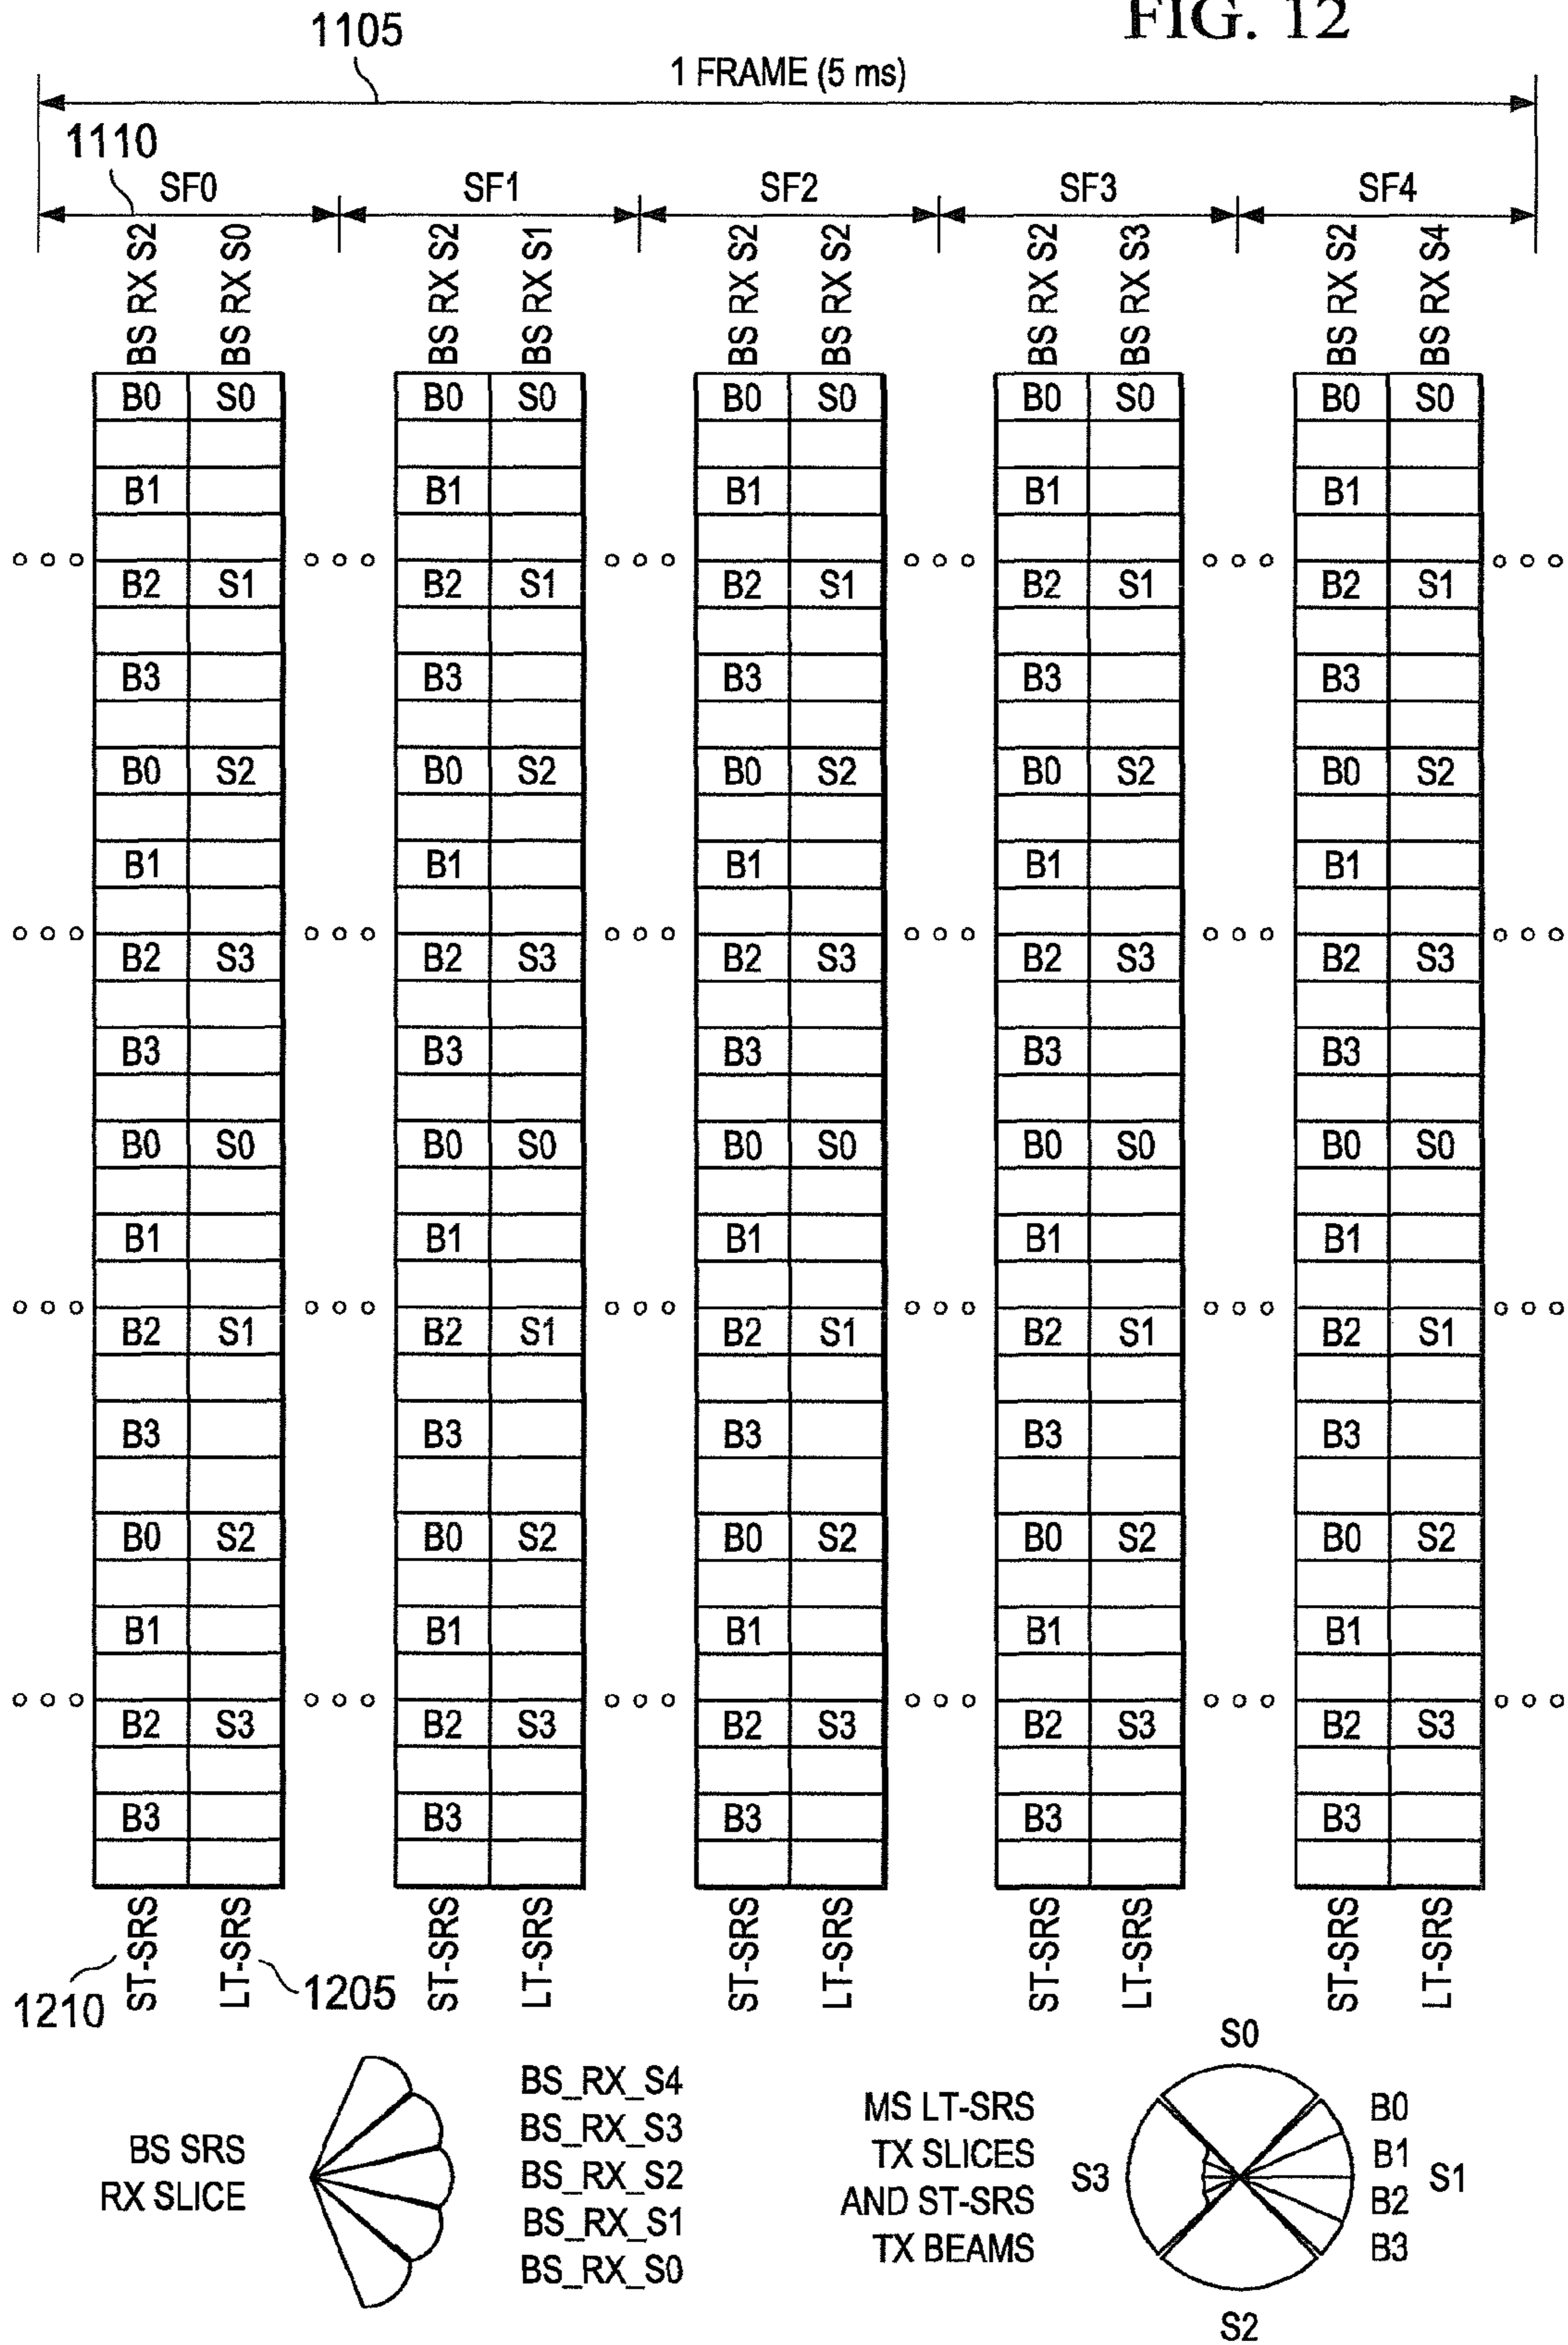 FIG. 12
1105
1 FRAME (5 ms)
1110
SF0 SF1 SF2 SF3 SF4
BS RX S2 BS RX S0 BS RX S2 BS RX S1 BS RX S2 BS RX S2 BS RX S2 BS RX S3 BS RX S2 BS RX S4
B0 S0 B0 S0 B0 S0 B0 S0 B0 S0
B1 B1 B1 B1 B1
B2 S1 B2 S1 B2 S1 B2 S1 B2 S1
B3 B3 B3 B3 B3
B0 S2 B0 S2 B0 S2 B0 S2 B0 S2
B1 B1 B1 B1 B1
B2 S3 B2 S3 B2 S3 B2 S3 B2 S3
B3 B3 B3 B3 B3
B0 S0 B0 S0 B0 S0 B0 S0 B0 S0
B1 B1 B1 B1 B1
B2 S1 B2 S1 B2 S1 B2 S1 B2 S1
B3 B3 B3 B3 B3
B0 S2 B0 S2 B0 S2 B0 S2 B0 S2
B1 B1 B1 B1 B1
B2 S3 B2 S3 B2 S3 B2 S3 B2 S3
B3 B3 B3 B3 B3
ST-SRS LT-SRS ST-SRS LT-SRS ST-SRS LT-SRS ST-SRS LT-SRS ST-SRS LT-SRS
1210 1205
BS SRS
RX SLICE
BS_RX_S4
BS_RX_S3
BS_RX_S2
BS_RX_S1
BS_RX_S0
MS LT-SRS
TX SLICES
AND ST-SRS
TX BEAMS
S0
S3
B0
B1
B2
B3
S1
S2